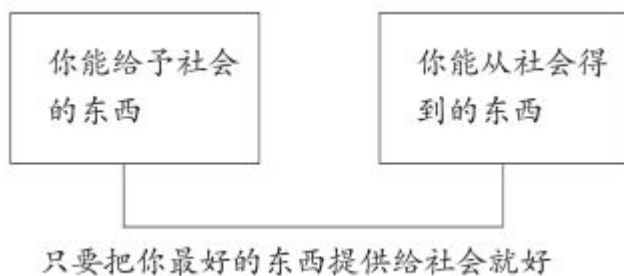 你能给予社会
的东西
你能从社会得
到的东西
只要把你最好的东西提供给社会就好